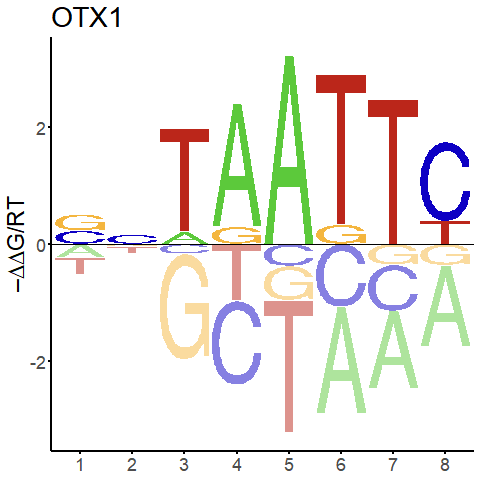 OTX1
−ΔΔG/RT
2
0
-2
G C A T
C T
T A C G
A G T C
A C G T
T G C A
T G C A
C T G A
1 2 3 4 5 6 7 8